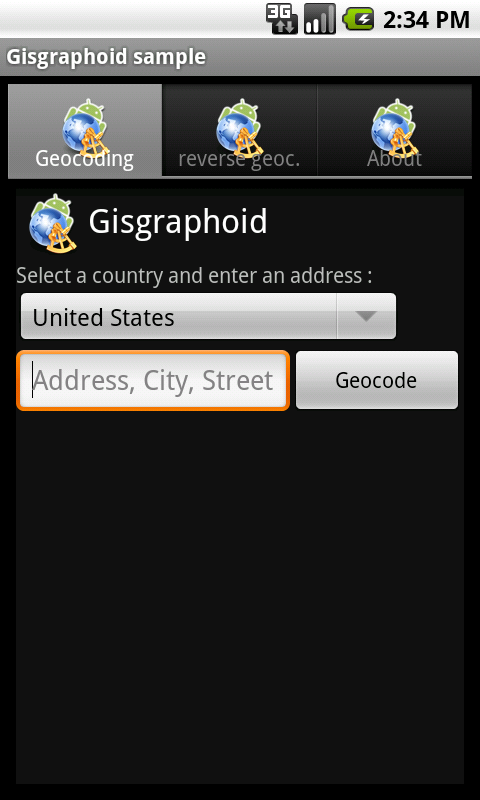 3G 2:34 PM
Gisgraphoid sample
Geocoding reverse geoc. About
Gisgraphoid
Select a country and enter an address :
United States
Address, City, Street Geocode